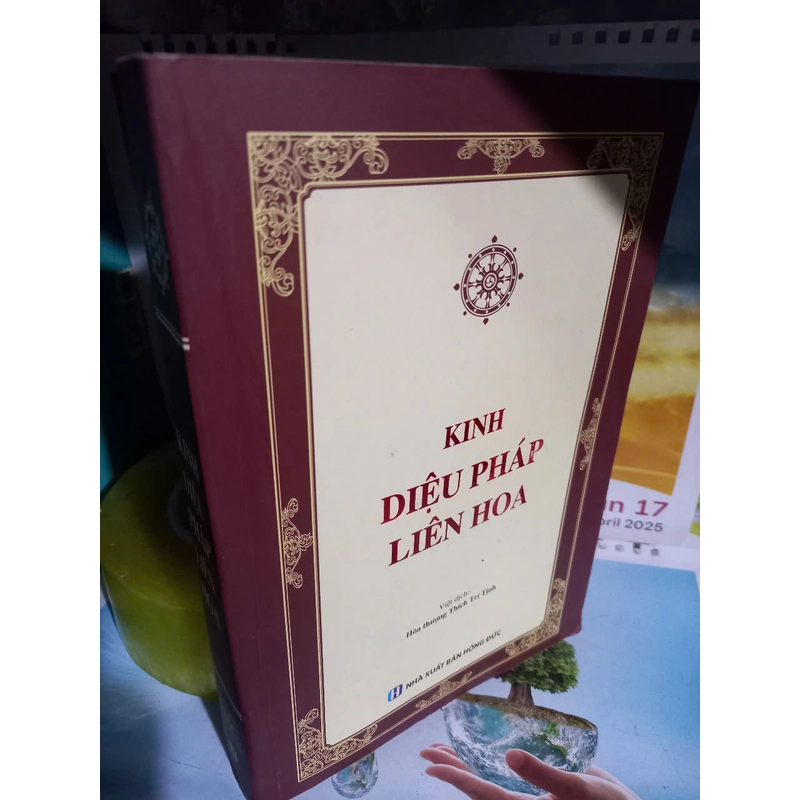 KINH
DIỆU PHÁP
LIÊN HOA
Việt dịch:
Hòa thượng Thích Trí Tịnh
NHÀ XUẤT BẢN HỒNG ĐỨC
17
April 2025